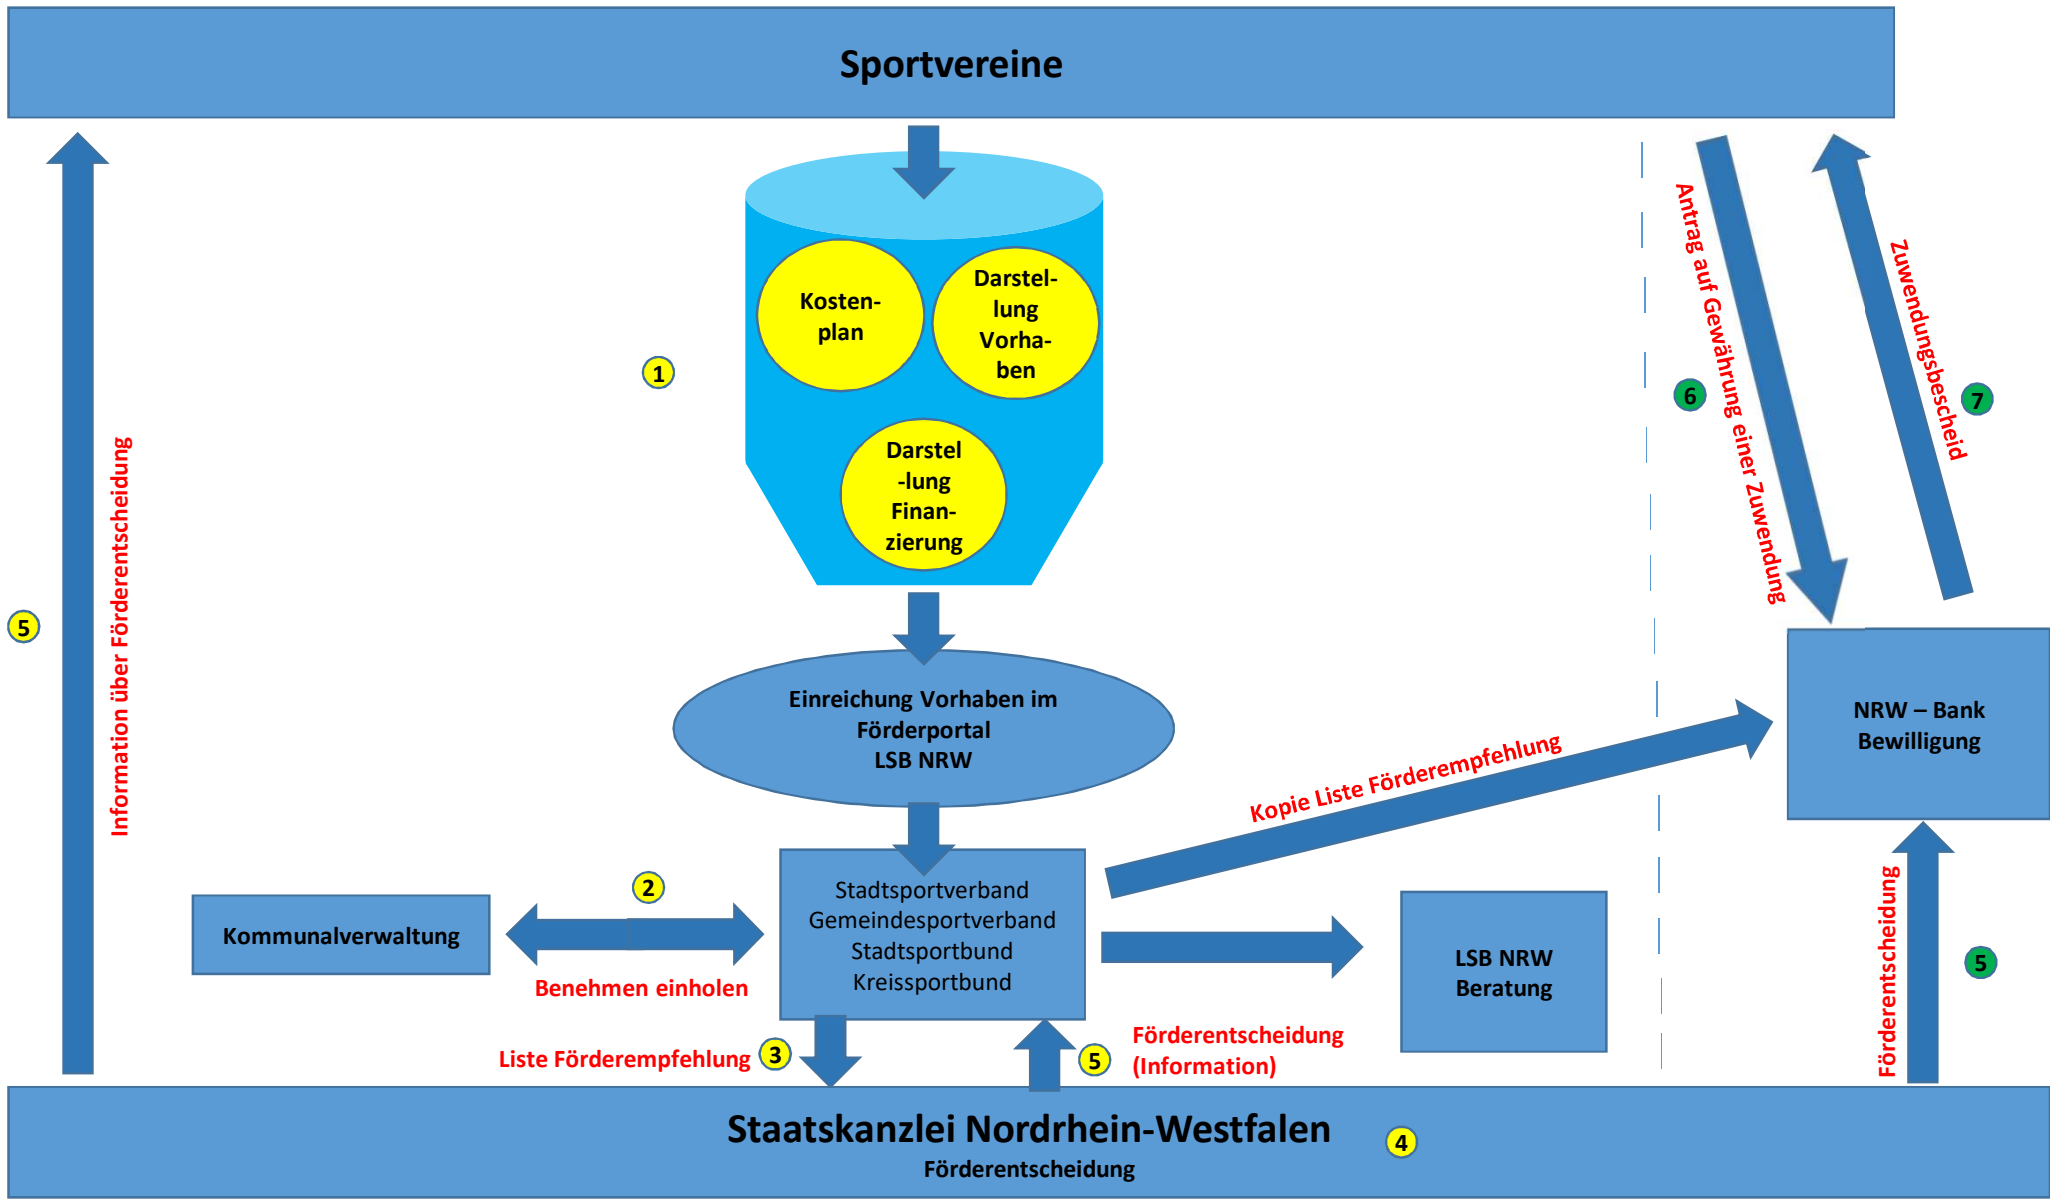 Sportvereine
Kosten-
plan
Darstel-
lung
Vorha-
ben
1
Darstel
-lung
Finan-
zierung
Antrag auf Gewährung einer Zuwendung
6
Zuwendungsbescheid
7
Information über Förderentscheidung
5
Einreichung Vorhaben im
Förderportal
LSB NRW
NRW – Bank
Bewilligung
Kopie Liste Förderempfehlung
2
Kommunalverwaltung
Benehmen einholen
Stadtsportverband
Gemeindesportverband
Stadtsportbund
Kreissportbund
LSB NRW
Beratung
Förderentscheidung
5
Liste Förderempfehlung
3
5
Förderentscheidung
(Information)
Staatskanzlei Nordrhein-Westfalen
4
Förderentscheidung